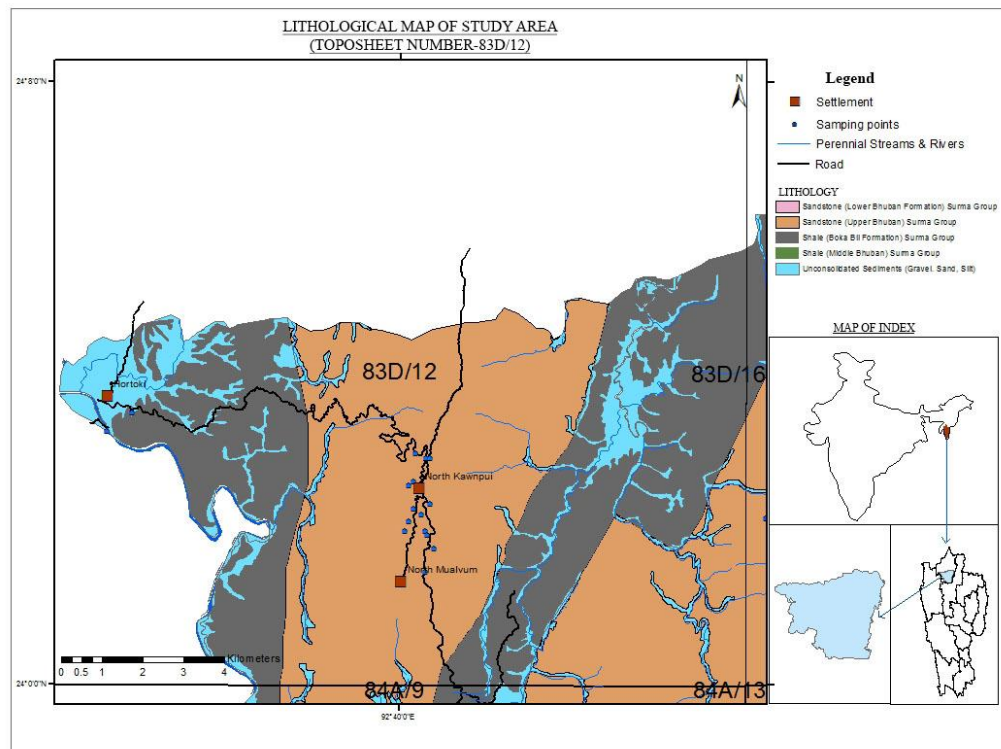 LITHOLOGICAL MAP OF STUDY AREA
(TOPOSHEET NUMBER-83D/12)
24°8'0"N
N
Legend
Settlement
Samping points
Perennial Streams & Rivers
Road
LITHOLOGY
Sandstone (Lower Bhuban Formation) Surma Group
Sandstone (Upper Bhuban) Surma Group
Shale (Boka Bil Formation) Surma Group
Shale (Middle Bhuban) Surma Group
Unconsolidated Sediments (Gravel, Sand, Silt)
83D/12
83D/16
Hortoki
North Kawnpui
North Mualvum
MAP OF INDEX
Kilometers
0 0.5 1 2 3 4
24°0'0"N
84A/9
84A/13
92°40'0"E